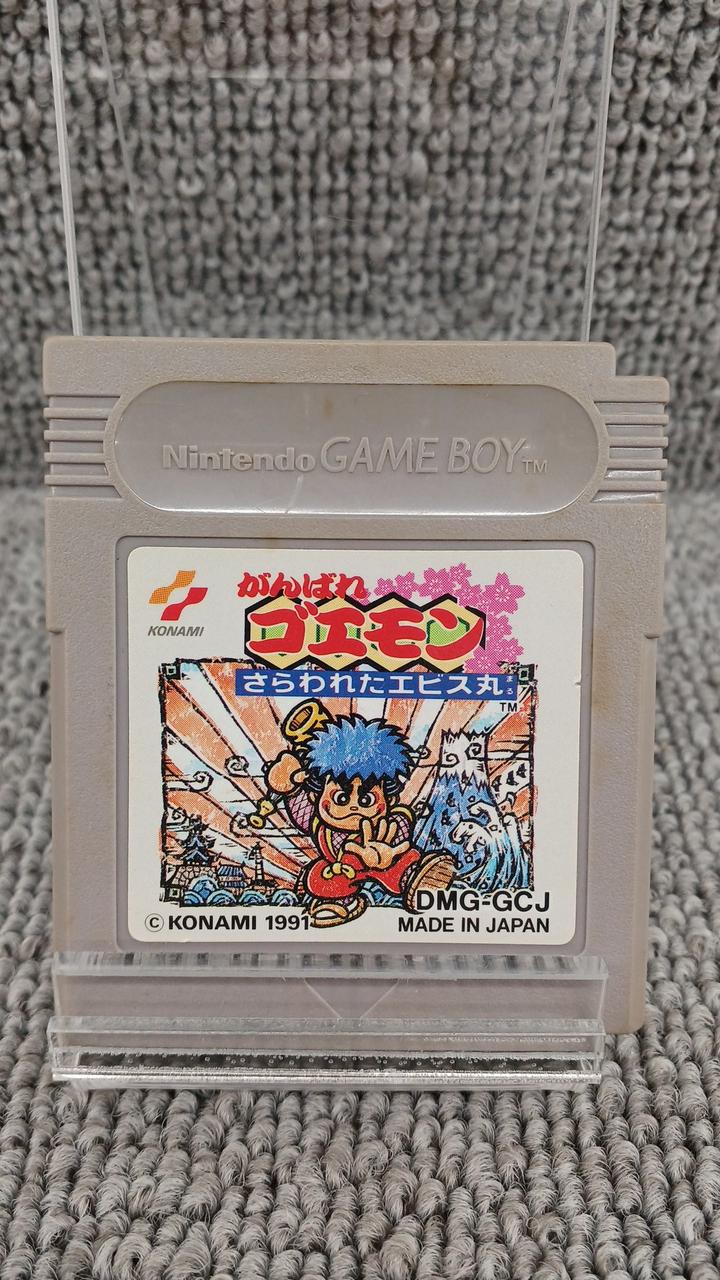 Nintendo GAME BOY TM
KONAMI
がんばれ
ゴエモン
さらわれたエビス丸
まる
TM
DMG-GCJ
© KONAMI 1991
MADE IN JAPAN